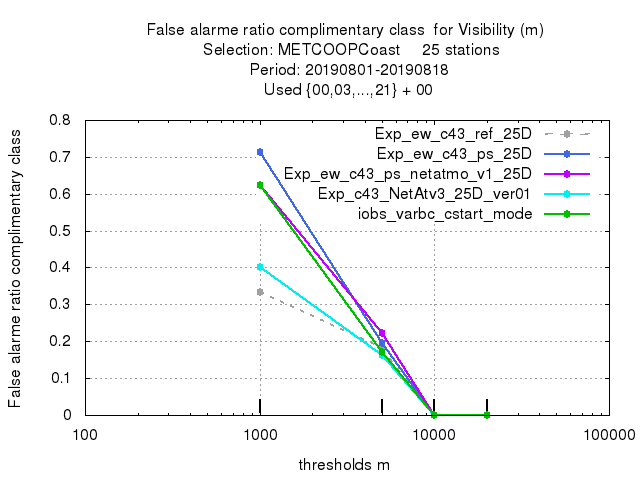 False alarme ratio complimentary class  for Visibility (m)
Selection: METCOOPCoast     25 stations
Period: 20190801-20190818
Used {00,03,...,21} + 00
False alarme ratio complimentary class
0.8
0.7
0.6
0.5
0.4
0.3
0.2
0.1
0
Exp_ew_c43_ref_25D
Exp_ew_c43_ps_25D
Exp_ew_c43_ps_netatmo_v1_25D
Exp_c43_NetAtv3_25D_ver01
iobs_varbc_cstart_mode
100 1000 10000 100000
thresholds m